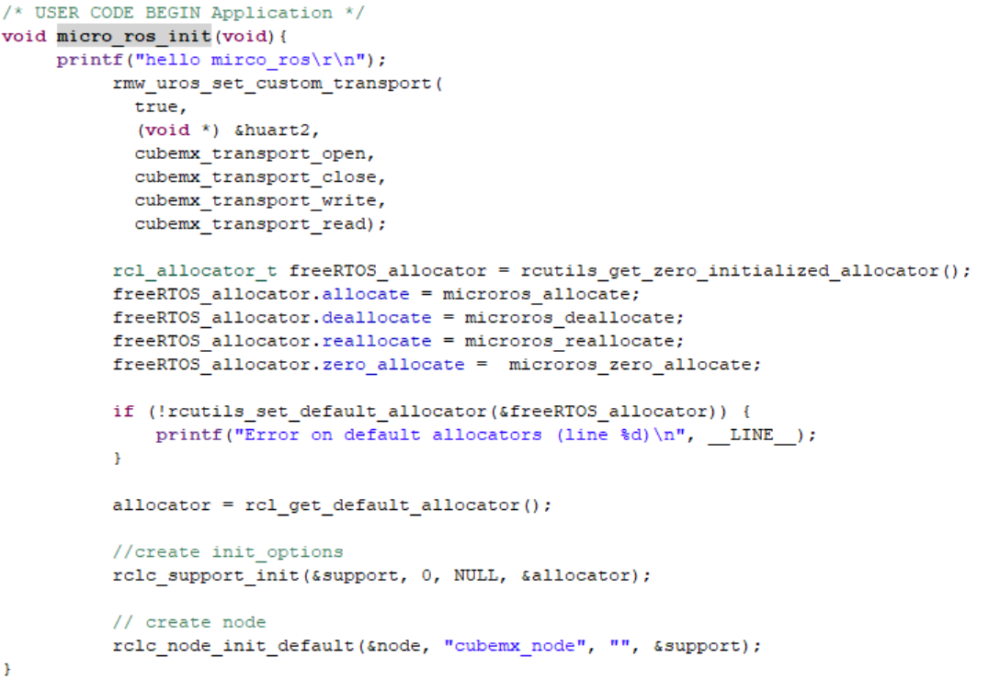 /* USER CODE BEGIN Application */
void micro_ros_init(void){
printf("hello mirco_ros\r\n");
rmw_uros_set_custom_transport(
true,
(void *) &huart2,
cubemx_transport_open,
cubemx_transport_close,
cubemx_transport_write,
cubemx_transport_read);
rcl_allocator_t freeRTOS_allocator = rcutils_get_zero_initialized_allocator();
freeRTOS_allocator.allocate = microros_allocate;
freeRTOS_allocator.deallocate = microros_deallocate;
freeRTOS_allocator.reallocate = microros_reallocate;
freeRTOS_allocator.zero_allocate =  microros_zero_allocate;
if (!rcutils_set_default_allocator(&freeRTOS_allocator)) {
printf("Error on default allocators (line %d)\n", __LINE__);
}
allocator = rcl_get_default_allocator();
//create init_options
rclc_support_init(&support, 0, NULL, &allocator);
// create node
rclc_node_init_default(&node, "cubemx_node", "", &support);
}